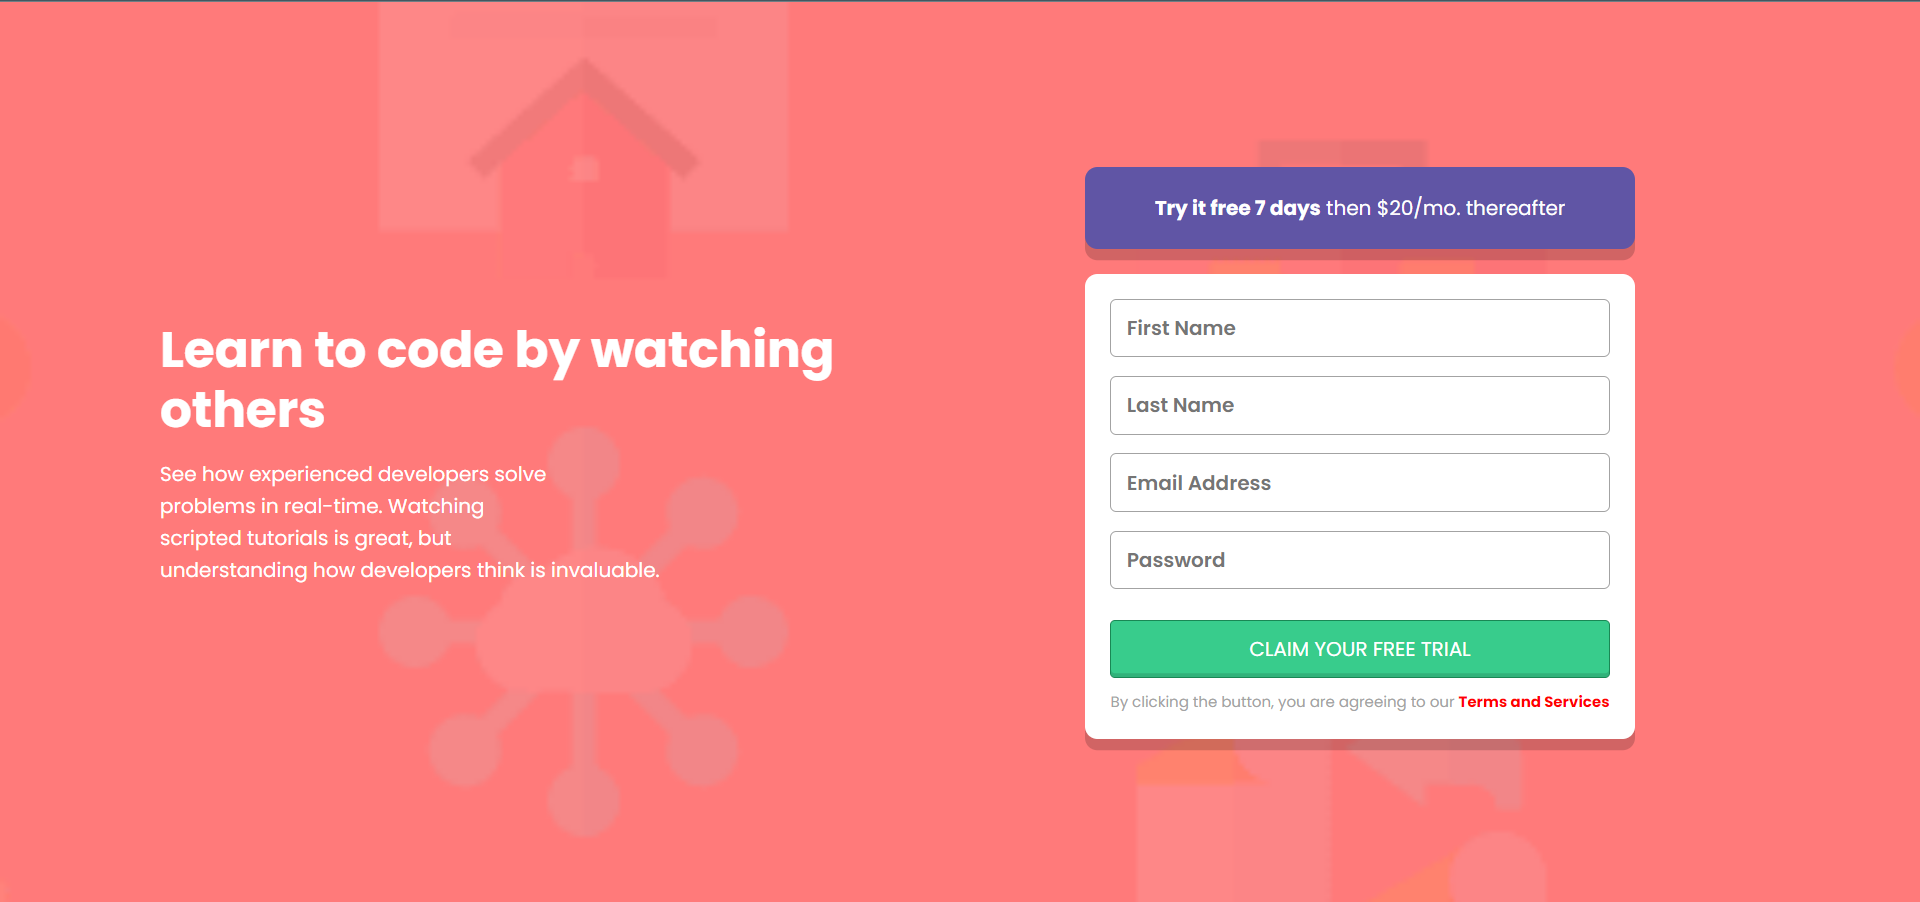 Learn to code by watching
others
See how experienced developers solve
problems in real-time. Watching
scripted tutorials is great, but
understanding how developers think is invaluable.
Try it free 7 days then $20/mo. thereafter
First Name
Last Name
Email Address
Password
CLAIM YOUR FREE TRIAL
By clicking the button, you are agreeing to our Terms and Services